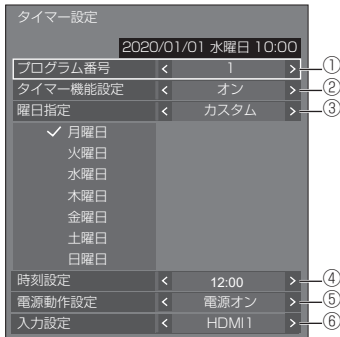 タイマー設定
2020/01/01 水曜日 10:00
プログラム番号 < 1 > ①
タイマー機能設定 < オン > ②
曜日指定 < カスタム > ③
✓ 月曜日
火曜日
水曜日
木曜日
金曜日
土曜日
日曜日
時刻設定 < 12:00 > ④
電源動作設定 < 電源オン > ⑤
入力設定 < HDMI1 > ⑥